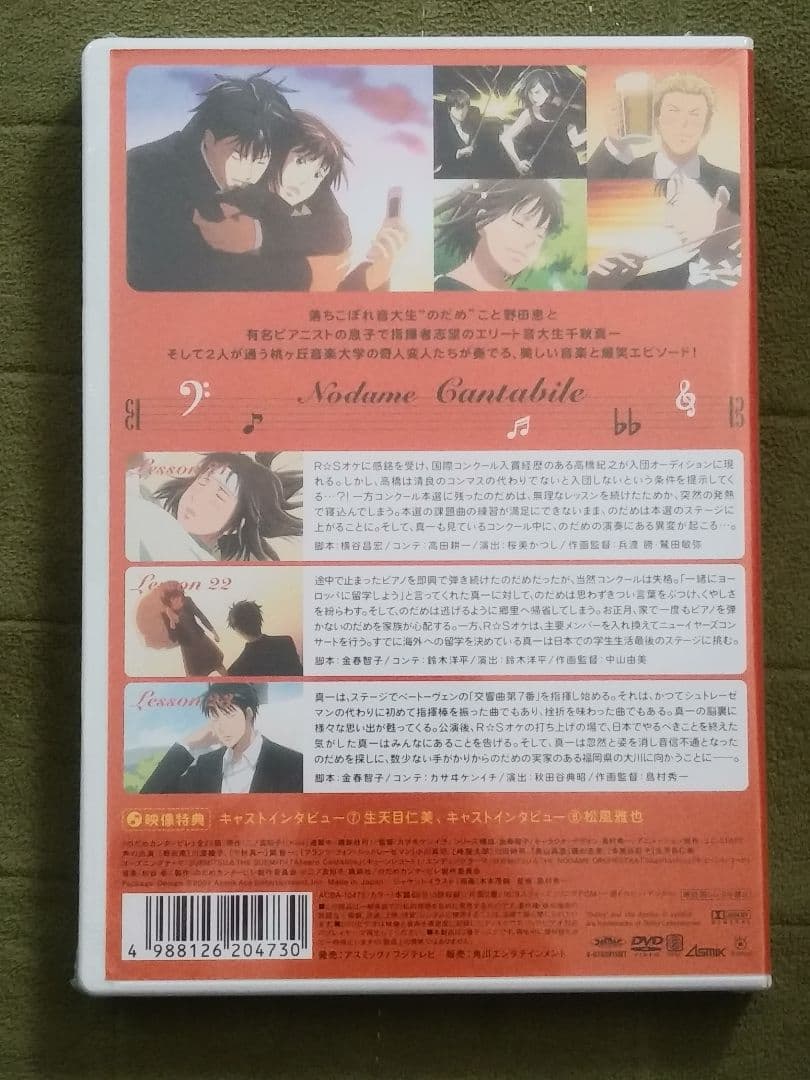 落ちこぼれ音大生“のだめ”こと野田恵と
有名ピアニストの息子で指揮者志望のエリート音大生千秋真一
そして2人が通う桃ヶ丘音楽大学の奇人変人たちが奏でる、美しい音楽と爆笑エピソード!
Nodame Cantabile
Lesson 21
R☆Sオケに感銘を受け、国際コンクール入賞経歴のある高橋紀之が入団オーディションに現
れる。しかし、高橋は清良のコンマスの代わりでないと入団しないという条件を提示してく
る…?! 一方コンクール本選に残ったのだめは、無理なレッスンを続けたためか、突然の発熱
で寝込んでしまう。本選の課題曲の練習が満足にできないまま、のだめは本選のステージに
上がることに。そして、真一も見ているコンクール中に、のだめの演奏にある異変が起こる…。
脚本:横谷昌宏/コンテ:高田耕一/演出:桜美かつし/作画監督:兵渡 勝・鷲田敏弥
Lesson 22
途中で止まったピアノを即興で弾き続けたのだめだったが、当然コンクールは失格。「一緒にヨー
ロッパに留学しよう」と言ってくれた真一に対して、のだめは思わずきつい言葉をぶつけ、くやしさ
を紛らわす。そして、のだめは逃げるように郷里へ帰省してしまう。お正月、家で一度もピアノを弾
かないのだめを家族が心配する。一方、R☆Sオケは、主要メンバーを入れ換えてニューイヤーズコン
サートを行う。すでに海外への留学を決めている真一は日本での学生生活最後のステージに挑む。
脚本:金春智子/コンテ:鈴木洋平/演出:鈴木洋平/作画監督:中山由美
Lesson 23
真一は、ステージでベートーヴェンの「交響曲第7番」を指揮し始める。それは、かつてシュトレーゼ
マンの代わりに初めて指揮棒を振った曲でもあり、挫折を味わった曲でもある。真一の脳裏に
様々な思い出が甦ってくる。公演後、R☆Sオケの打ち上げの場で、日本でやるべきことを終えた
気がした真一はみんなにあることを告げる。そして、真一は忽然と姿を消し音信不通となった
のだめを探しに、数少ない手がかりからのだめの実家のある福岡県の大川に向かうことに――。
脚本:金春智子/コンテ:カサヰケンイチ/演出:秋田谷典昭/作画監督:島村秀一
映像特典 キャストインタビュー⑦生天目仁美、キャストインタビュー⑧松風雅也
ACBA-10473
4 988126 204730
発売:アスミック/フジテレビ 販売:角川エンタテインメント
DVD
ASMIK